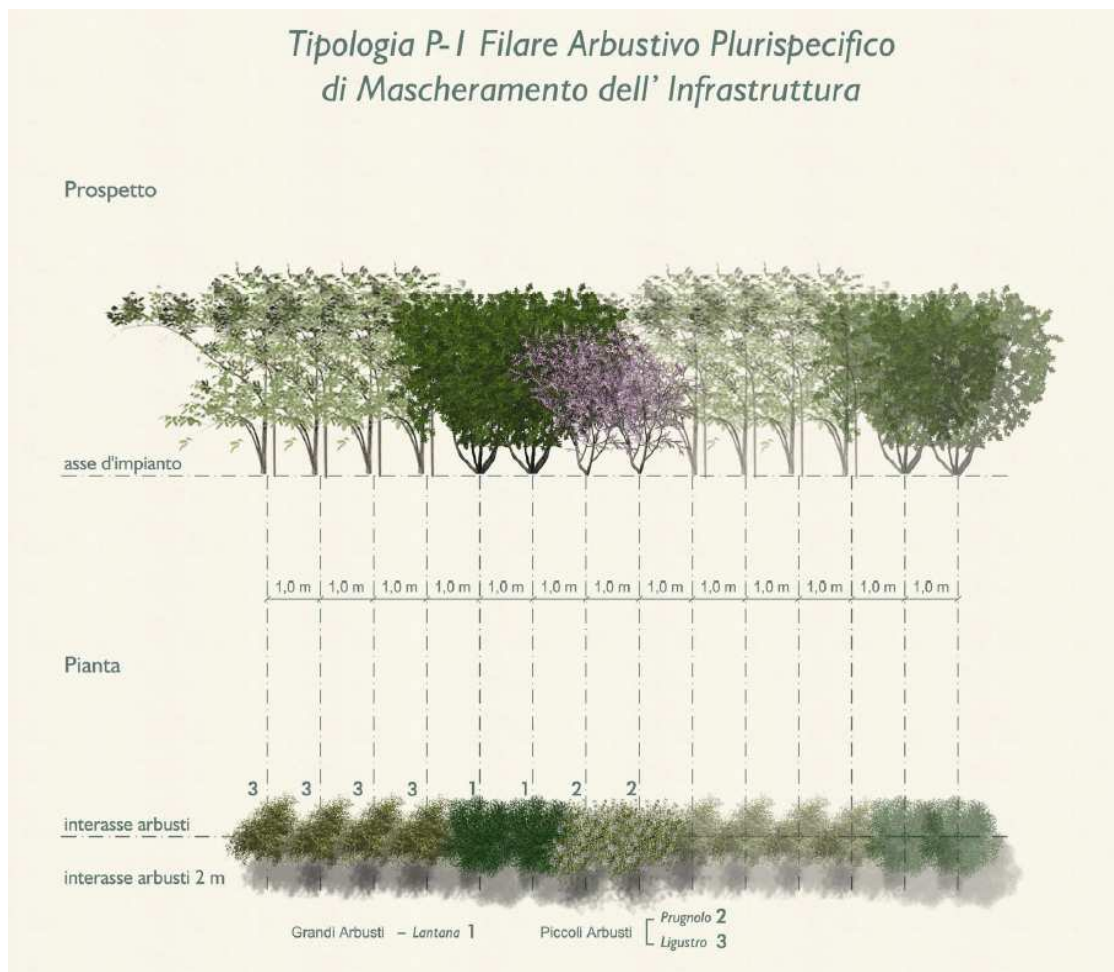 Tipologia P-1 Filare Arbustivo Plurispecifico
di Mascheramento dell' Infrastruttura
Prospetto
asse d'impianto
1,0 m 1,0 m 1,0 m 1,0 m 1,0 m 1,0 m 1,0 m 1,0 m 1,0 m 1,0 m 1,0 m 1,0 m 1,0 m
Pianta
3 3 3 3 1 1 2 2
interasse arbusti
interasse arbusti 2 m
Grandi Arbusti - Lantana 1
Piccoli Arbusti
Prugnolo 2
Ligustro 3